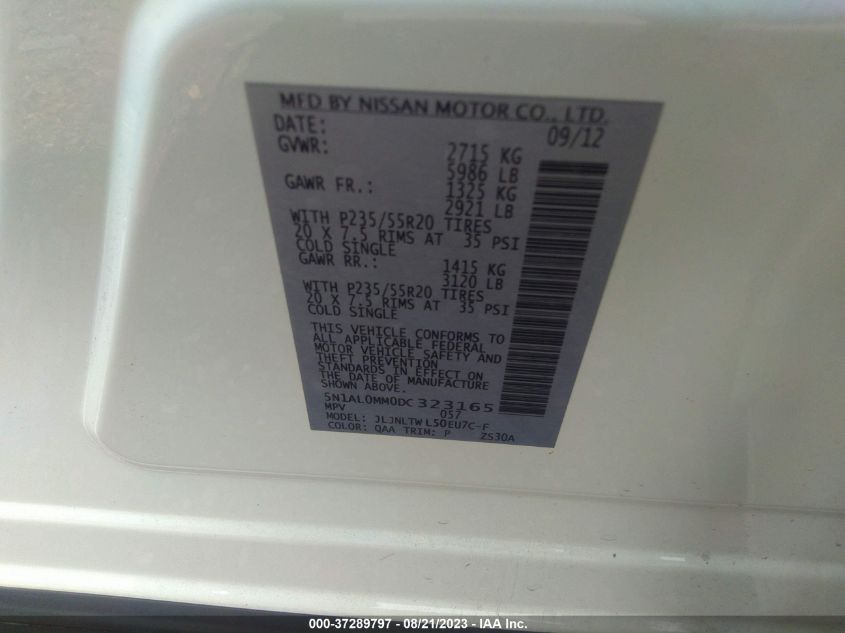 MFD BY NISSAN MOTOR CO., LTD.
DATE: 09/12
GVWR: 2715 KG
5986 LB
GAWR FR.: 1325 KG
2921 LB
WITH P235/55R20 TIRES
20 X 7.5 RIMS AT 35 PSI
COLD SINGLE
GAWR RR.: 1415 KG
3120 LB
WITH P235/55R20 TIRES
20 X 7.5 RIMS AT 35 PSI
COLD SINGLE
THIS VEHICLE CONFORMS TO
ALL APPLICABLE FEDERAL
MOTOR VEHICLE SAFETY AND
THEFT PREVENTION
STANDARDS IN EFFECT ON
THE DATE OF MANUFACTURE
SHOWN ABOVE.
5N1AL0MM0DC323165
MPV 057
MODEL: JLJNLTWL50EU7C-F
COLOR: QAA TRIM: P ZS30A
000-37289797 - 08/21/2023 - © IAA Inc.